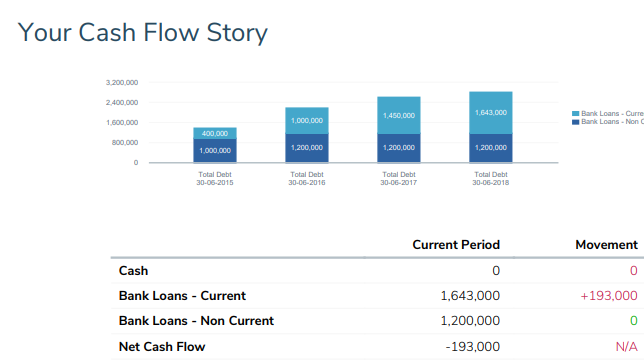 Your Cash Flow Story
3,200,000
2,400,000
1,600,000
800,000
0
400,000
1,000,000
1,000,000
1,200,000
1,450,000
1,200,000
1,643,000
1,200,000
Total Debt
30-06-2015
Total Debt
30-06-2016
Total Debt
30-06-2017
Total Debt
30-06-2018
Bank Loans - Curre
Bank Loans - Non C
Current Period Movement
Cash 0 0
Bank Loans - Current 1,643,000 +193,000
Bank Loans - Non Current 1,200,000 0
Net Cash Flow -193,000 N/A